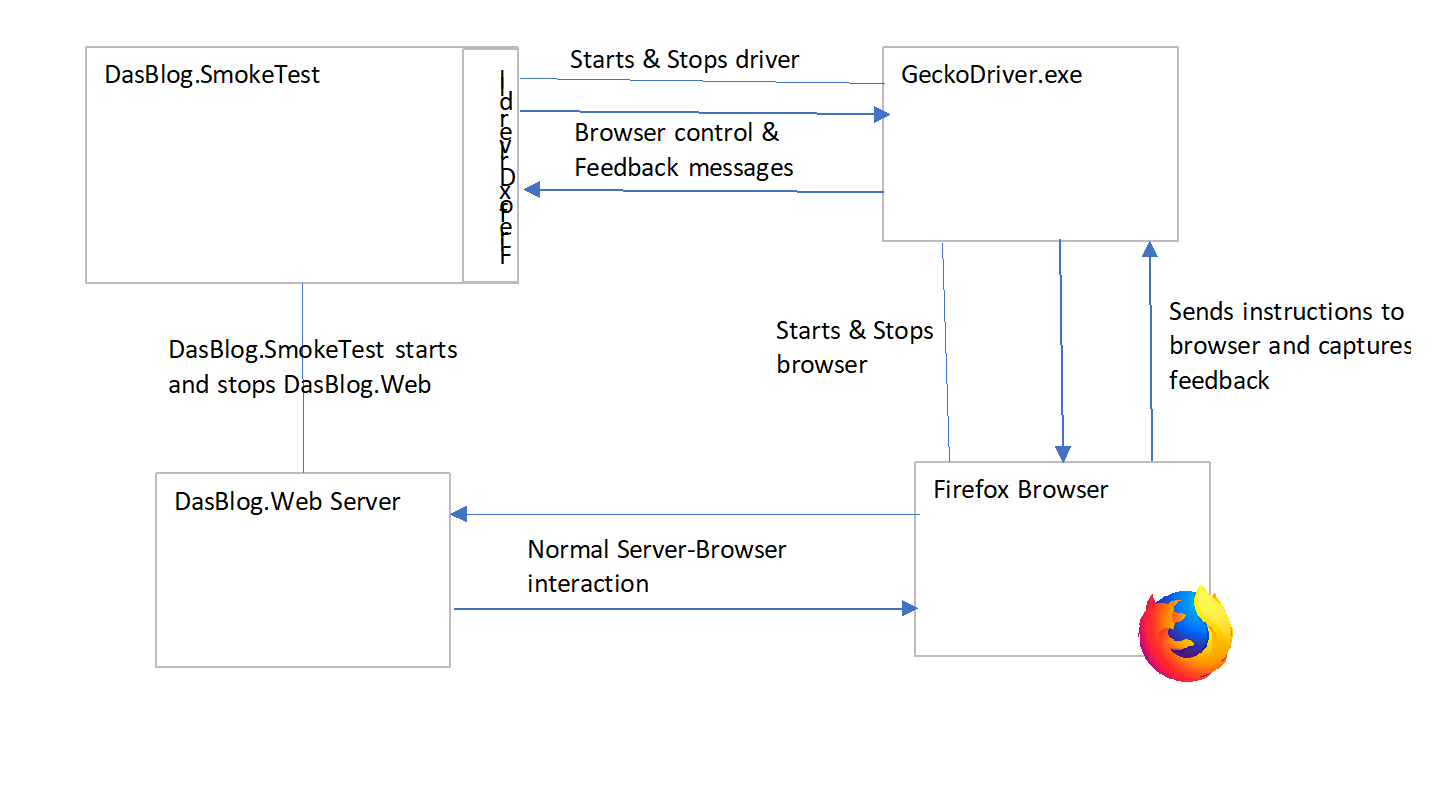 DasBlog.SmokeTest
Starts & Stops driver
GeckoDriver.exe
Browser control &
Feedback messages
DasBlog.SmokeTest starts
and stops DasBlog.Web
Starts & Stops
browser
Sends instructions to
browser and captures
feedback
DasBlog.Web Server
Firefox Browser
Normal Server-Browser
interaction